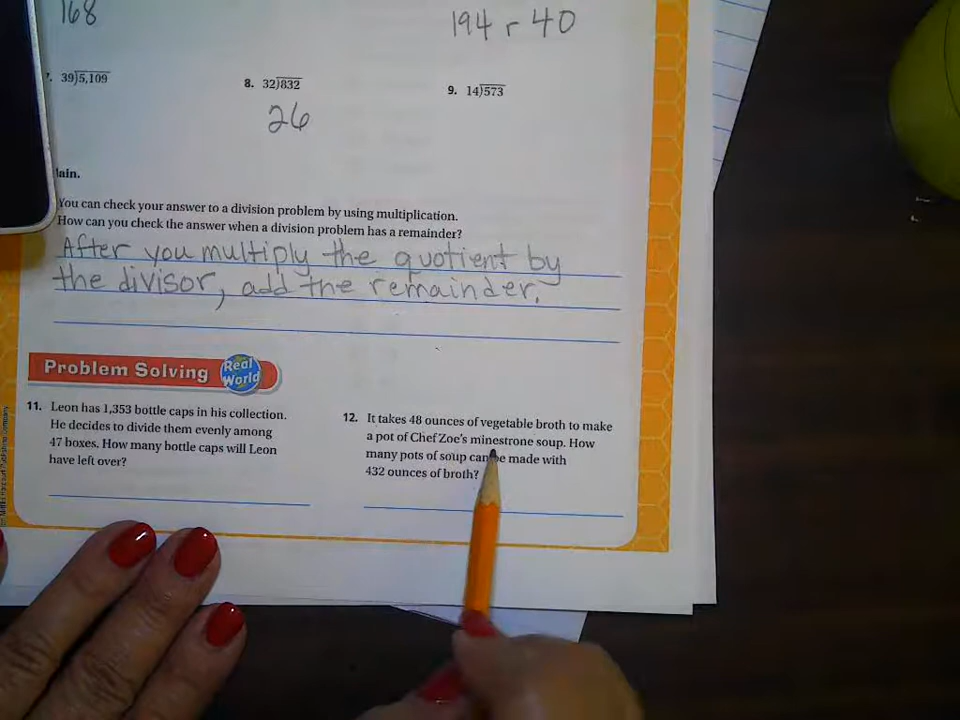 168
194 r 40
39)5,109
8. 32)832
9. 14)573
26
lain.
You can check your answer to a division problem by using multiplication.
How can you check the answer when a division problem has a remainder?
After you multiply the quotient by
the divisor, add the remainder.
Problem Solving Real World
11. Leon has 1,353 bottle caps in his collection.
He decides to divide them evenly among
47 boxes. How many bottle caps will Leon
have left over?
12. It takes 48 ounces of vegetable broth to make
a pot of Chef Zoe's minestrone soup. How
many pots of soup can be made with
432 ounces of broth?